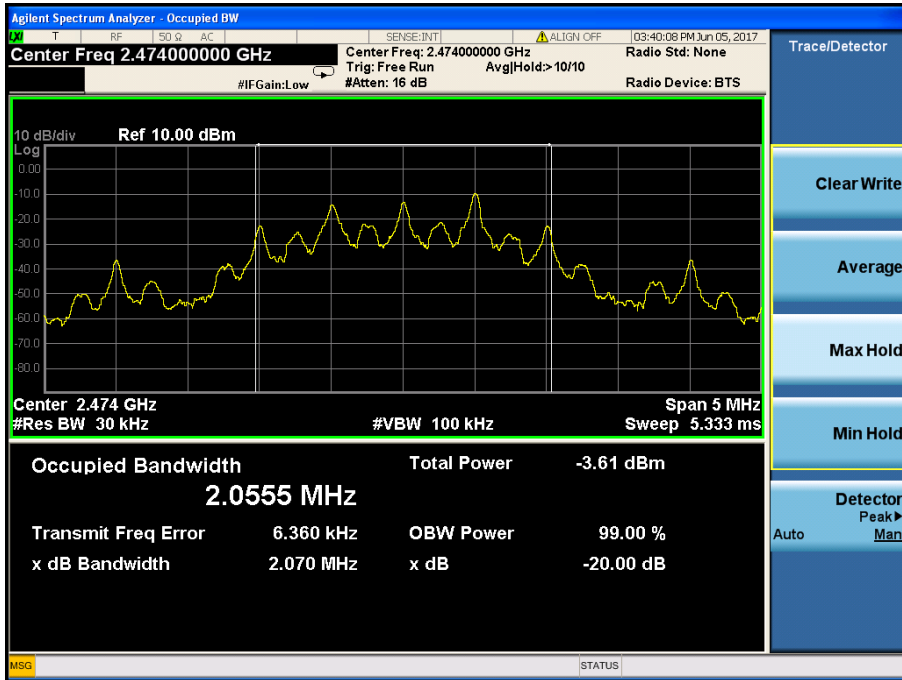 Agilent Spectrum Analyzer - Occupied BW
LXI T RF 50 Ω AC SENSE:INT ALIGN OFF 03:40:08 PM Jun 05, 2017
Center Freq 2.474000000 GHz
Center Freq: 2.474000000 GHz
Radio Std: None
Trig: Free Run Avg|Hold:>10/10
#IFGain:Low #Atten: 16 dB Radio Device: BTS
Trace/Detector
10 dB/div Ref 10.00 dBm
Log
0.00
-10.0
-20.0
-30.0
-40.0
-50.0
-60.0
-70.0
-80.0
Center 2.474 GHz Span 5 MHz
#Res BW 30 kHz #VBW 100 kHz Sweep 5.333 ms
Occupied Bandwidth Total Power -3.61 dBm
2.0555 MHz
Transmit Freq Error 6.360 kHz OBW Power 99.00 %
x dB Bandwidth 2.070 MHz x dB -20.00 dB
Clear Write
Average
Max Hold
Min Hold
Detector
Peak▶
Auto Man
MSG STATUS